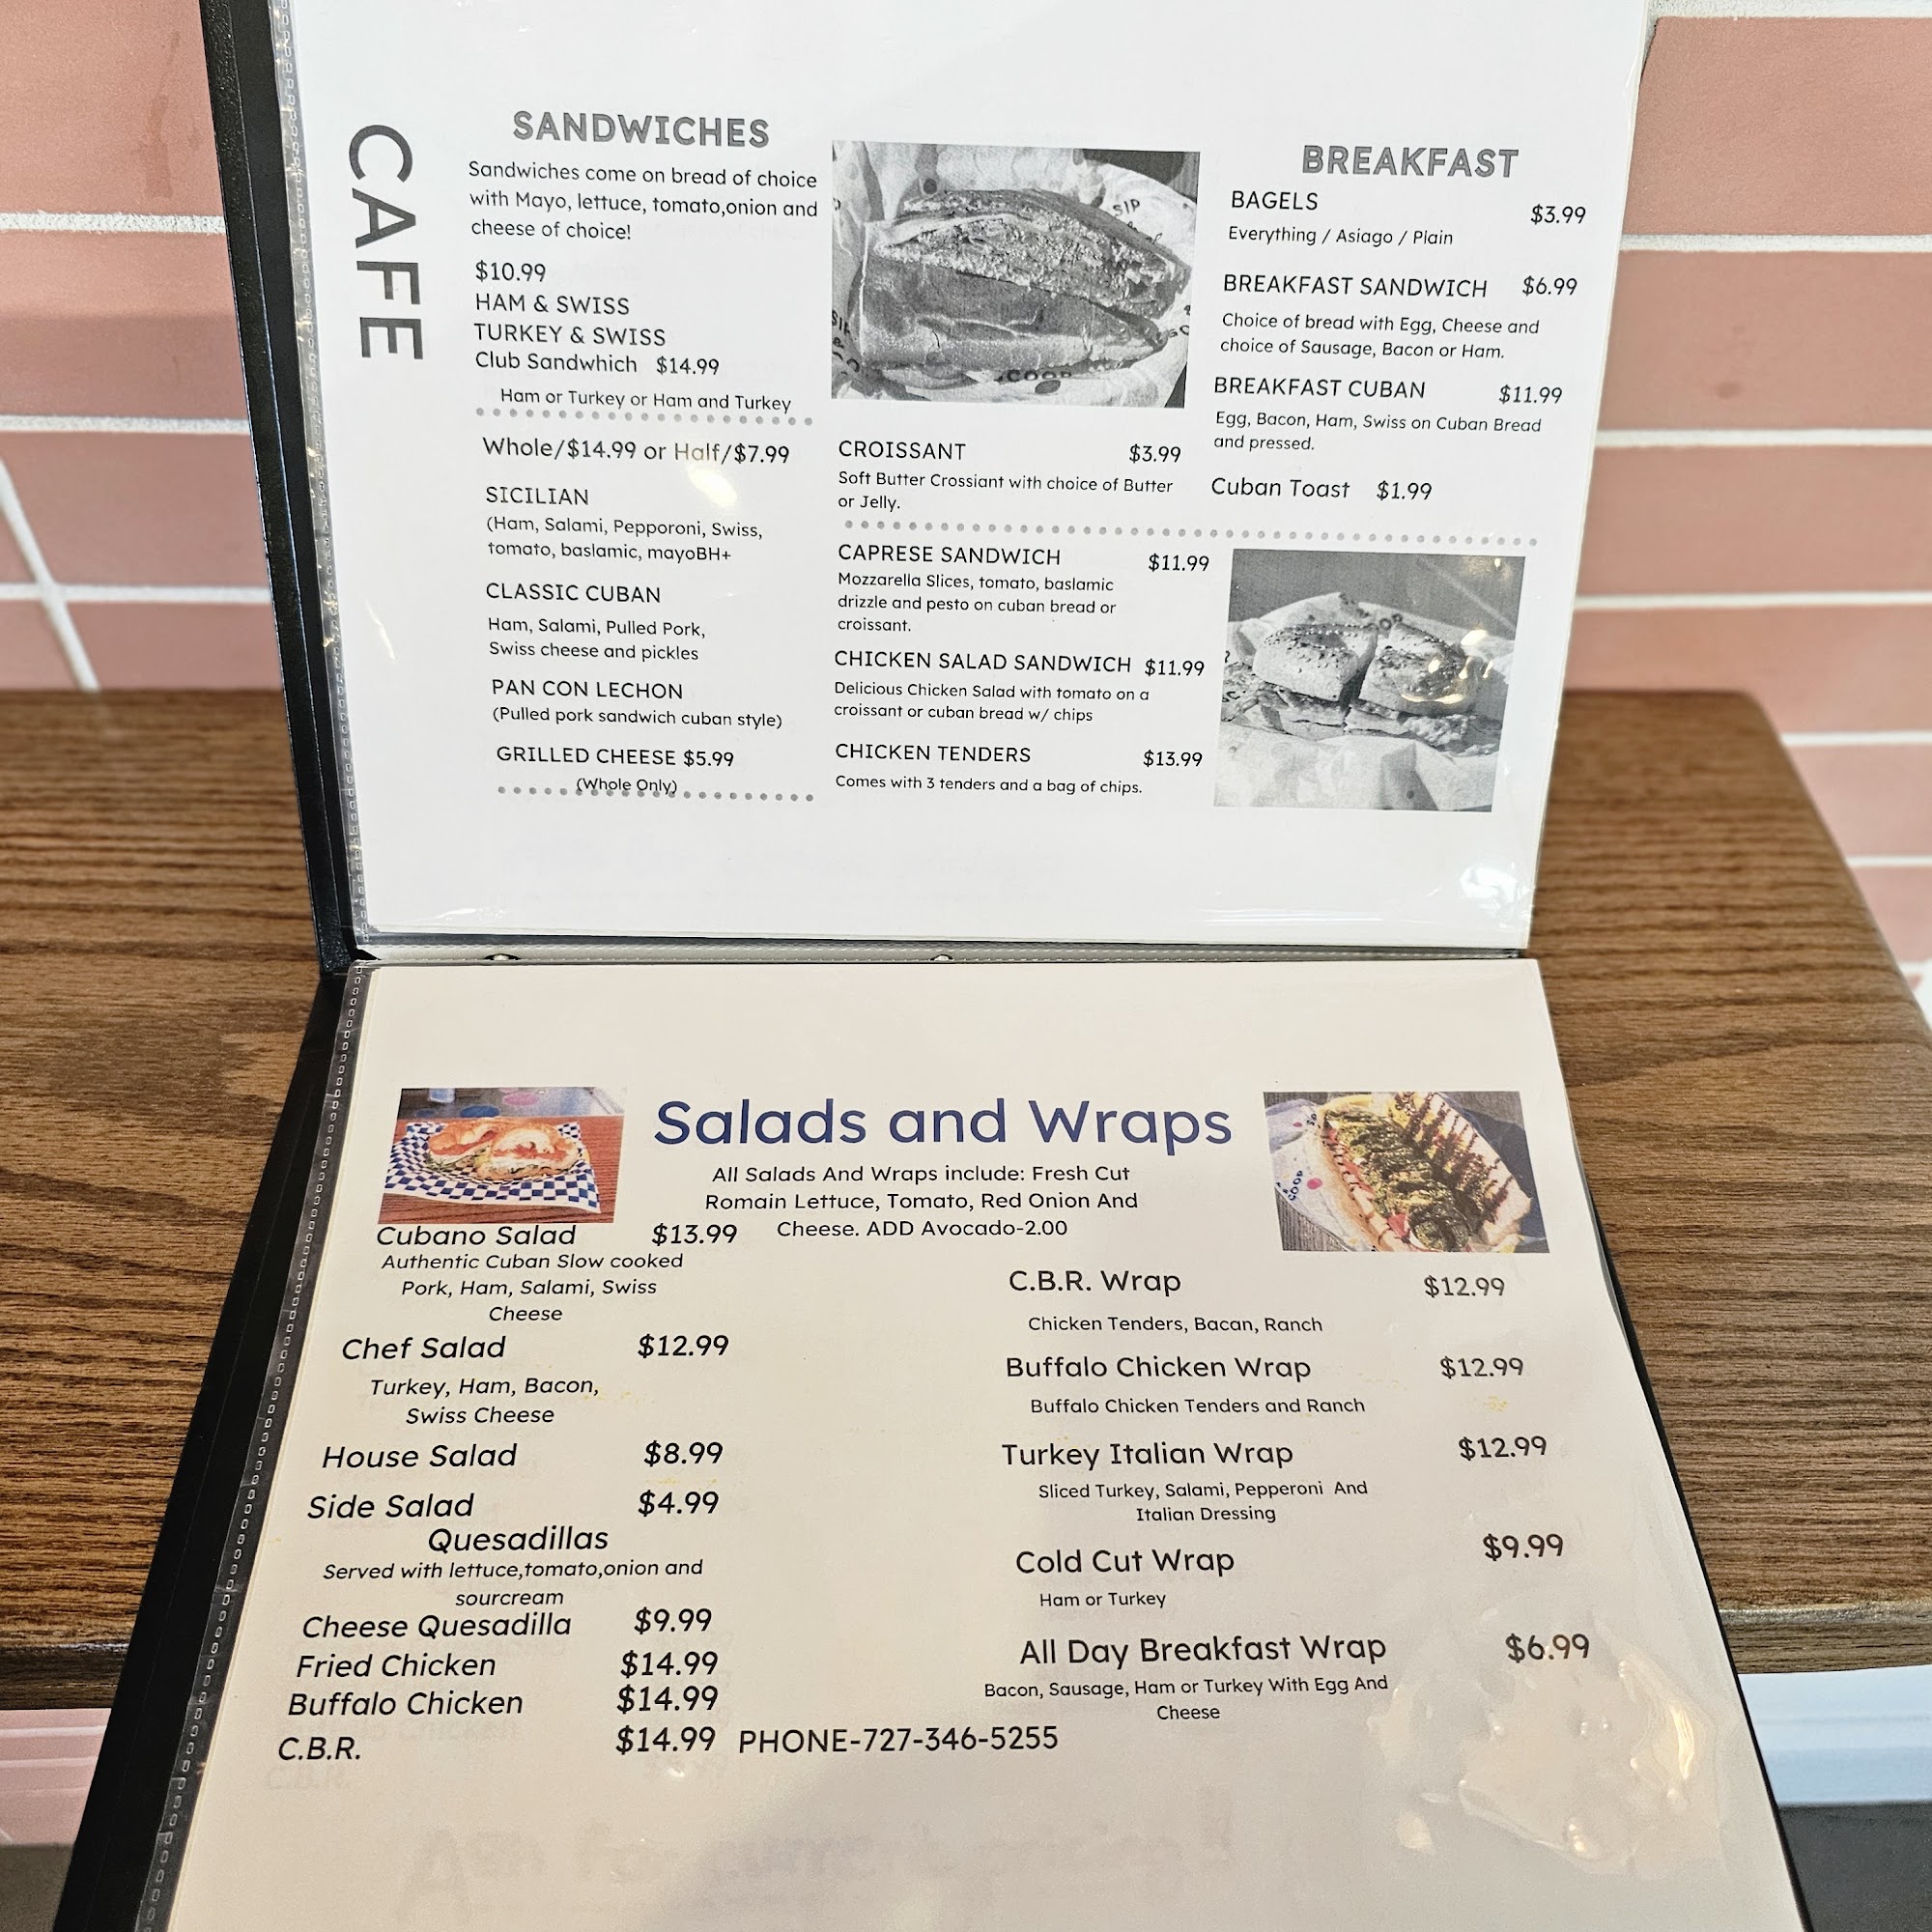 CAFE
SANDWICHES
Sandwiches come on bread of choice
with Mayo, lettuce, tomato,onion and
cheese of choice!
$10.99
HAM & SWISS
TURKEY & SWISS
Club Sandwhich $14.99
Ham or Turkey or Ham and Turkey
Whole/$14.99 or Half/$7.99
SICILIAN
(Ham, Salami, Pepporoni, Swiss,
tomato, baslamic, mayoBH+
CLASSIC CUBAN
Ham, Salami, Pulled Pork,
Swiss cheese and pickles
PAN CON LECHON
(Pulled pork sandwich cuban style)
GRILLED CHEESE $5.99
(Whole Only)
SIP
COOP
CROISSANT $3.99
Soft Butter Crossiant with choice of Butter
or Jelly.
CAPRESE SANDWICH $11.99
Mozzarella Slices, tomato, baslamic
drizzle and pesto on cuban bread or
croissant.
CHICKEN SALAD SANDWICH $11.99
Delicious Chicken Salad with tomato on a
croissant or cuban bread w/ chips
CHICKEN TENDERS $13.99
Comes with 3 tenders and a bag of chips.
BREAKFAST
BAGELS $3.99
Everything / Asiago / Plain
BREAKFAST SANDWICH $6.99
Choice of bread with Egg, Cheese and
choice of Sausage, Bacon or Ham.
BREAKFAST CUBAN $11.99
Egg, Bacon, Ham, Swiss on Cuban Bread
and pressed.
Cuban Toast $1.99
Salads and Wraps
All Salads And Wraps include: Fresh Cut
Romain Lettuce, Tomato, Red Onion And
Cheese. ADD Avocado-2.00
COOP
Cubano Salad $13.99
Authentic Cuban Slow cooked
Pork, Ham, Salami, Swiss
Cheese
Chef Salad $12.99
Turkey, Ham, Bacon,
Swiss Cheese
House Salad $8.99
Side Salad $4.99
Quesadillas
Served with lettuce,tomato,onion and
sourcream
Cheese Quesadilla $9.99
Fried Chicken $14.99
Buffalo Chicken $14.99
C.B.R. $14.99
C.B.R. Wrap $12.99
Chicken Tenders, Bacan, Ranch
Buffalo Chicken Wrap $12.99
Buffalo Chicken Tenders and Ranch
Turkey Italian Wrap $12.99
Sliced Turkey, Salami, Pepperoni And
Italian Dressing
Cold Cut Wrap $9.99
Ham or Turkey
All Day Breakfast Wrap $6.99
Bacon, Sausage, Ham or Turkey With Egg And
Cheese
PHONE-727-346-5255